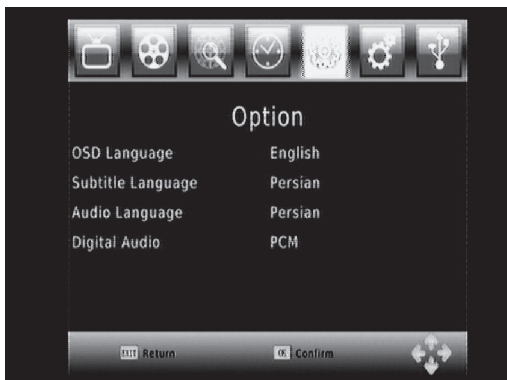 Option
OSD Language English
Subtitle Language Persian
Audio Language Persian
Digital Audio PCM
EXIT Return OK Confirm